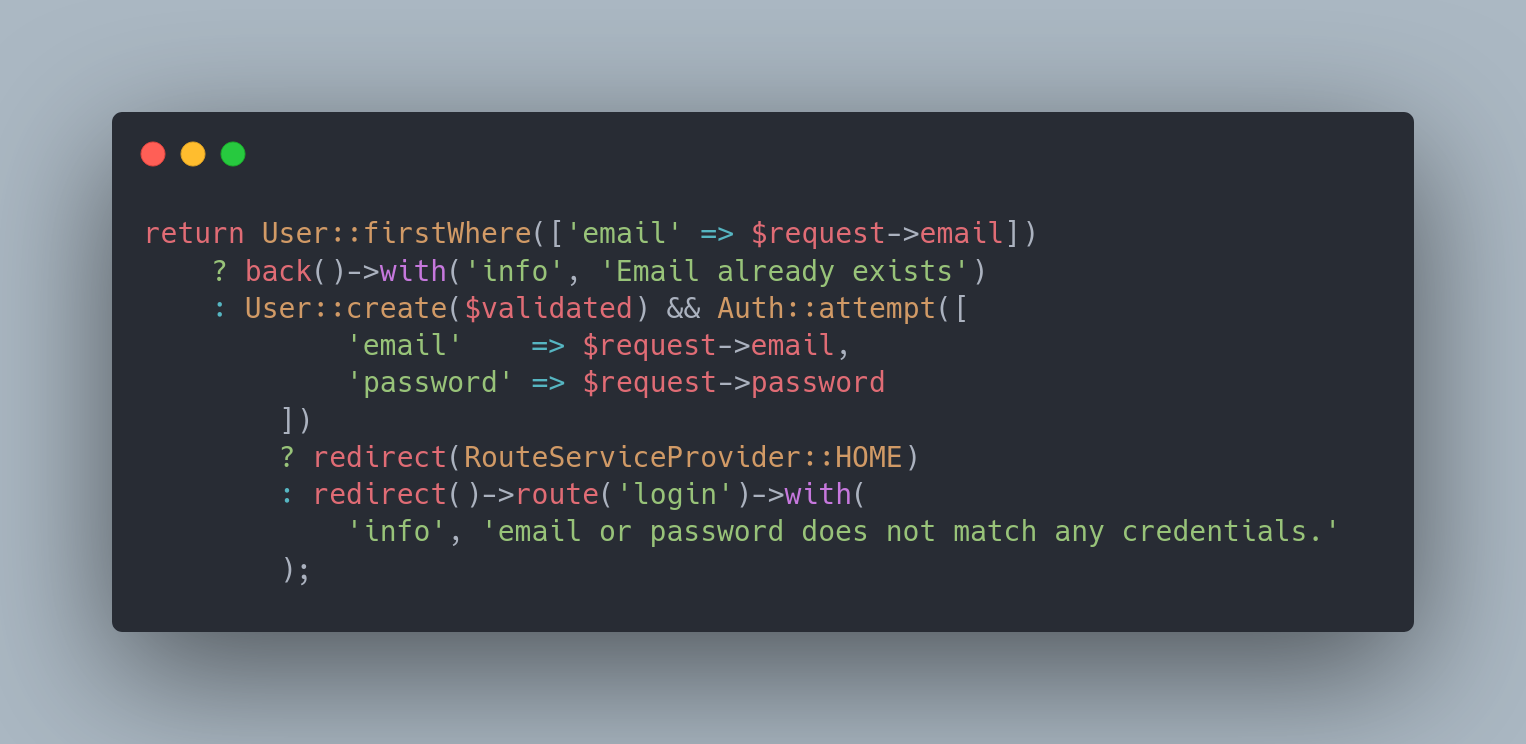 return User::firstWhere(['email' => $request->email])
    ? back()->with('info', 'Email already exists')
    : User::create($validated) && Auth::attempt([
            'email'    => $request->email,
            'password' => $request->password
        ])
        ? redirect(RouteServiceProvider::HOME)
        : redirect()->route('login')->with(
            'info', 'email or password does not match any credentials.'
        );